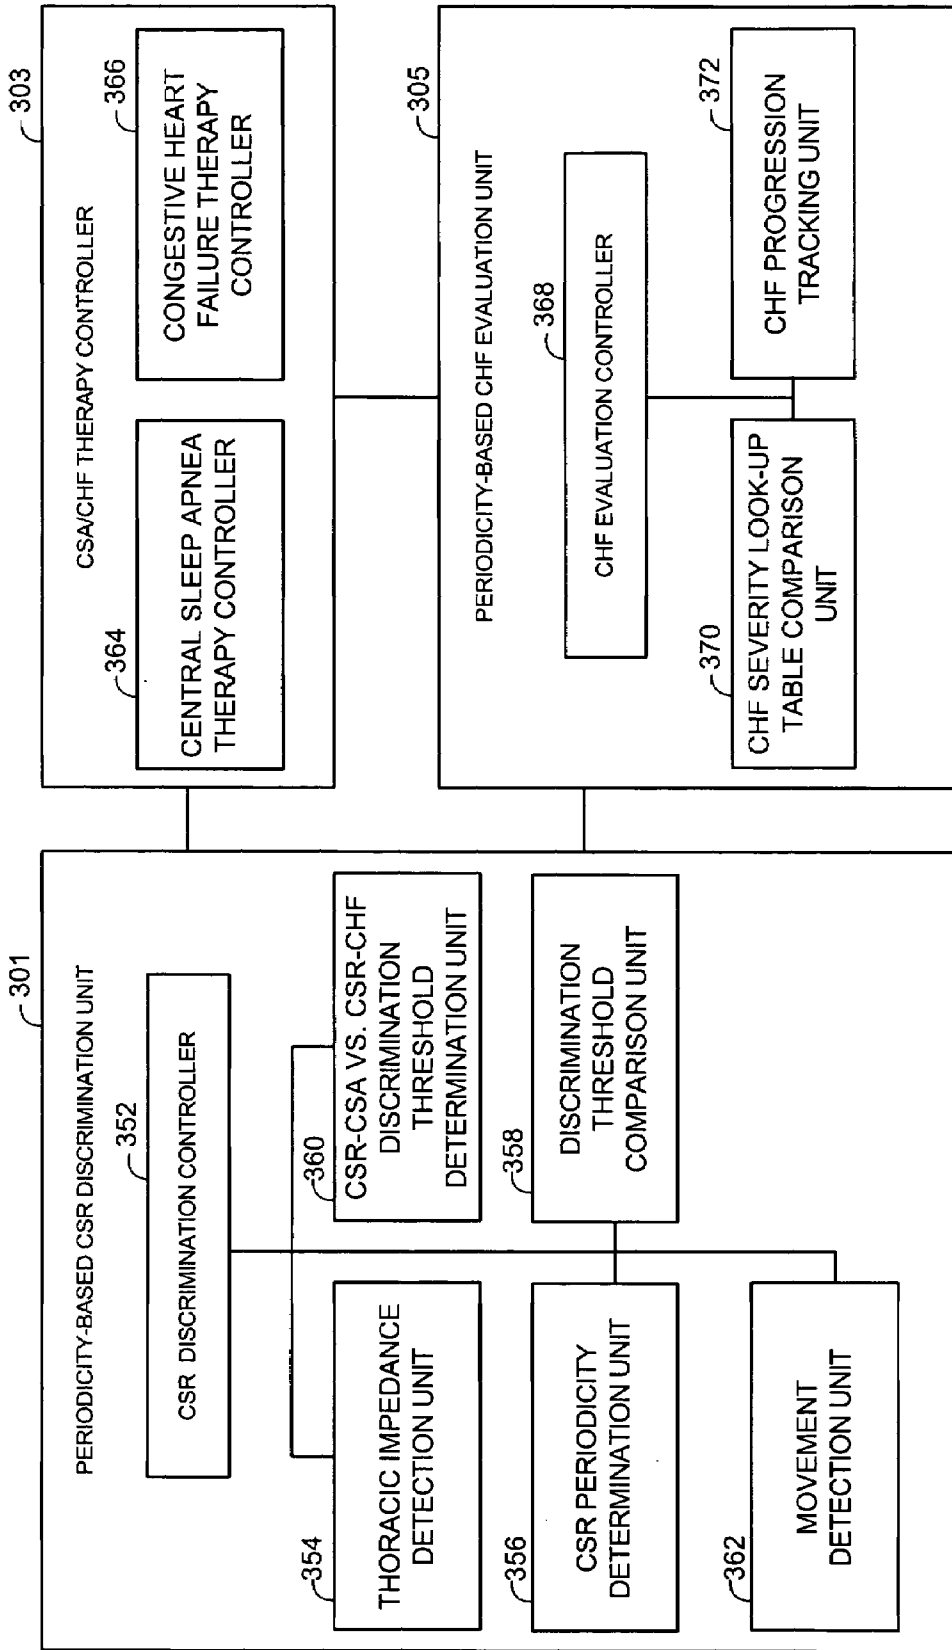 301
PERIODICITY-BASED CSR DISCRIMINATION UNIT
352
CSR DISCRIMINATION CONTROLLER
354
THORACIC IMPEDANCE
DETECTION UNIT
360
CSR-CSA VS. CSR-CHF
DISCRIMINATION
THRESHOLD
DETERMINATION UNIT
356
CSR PERIODICITY
DETERMINATION UNIT
358
DISCRIMINATION
THRESHOLD
COMPARISON UNIT
362
MOVEMENT
DETECTION UNIT
303
CSA/CHF THERAPY CONTROLLER
364
CENTRAL SLEEP APNEA
THERAPY CONTROLLER
366
CONGESTIVE HEART
FAILURE THERAPY
CONTROLLER
305
PERIODICITY-BASED CHF EVALUATION UNIT
368
CHF EVALUATION CONTROLLER
370
CHF SEVERITY LOOK-UP
TABLE COMPARISON
UNIT
372
CHF PROGRESSION
TRACKING UNIT